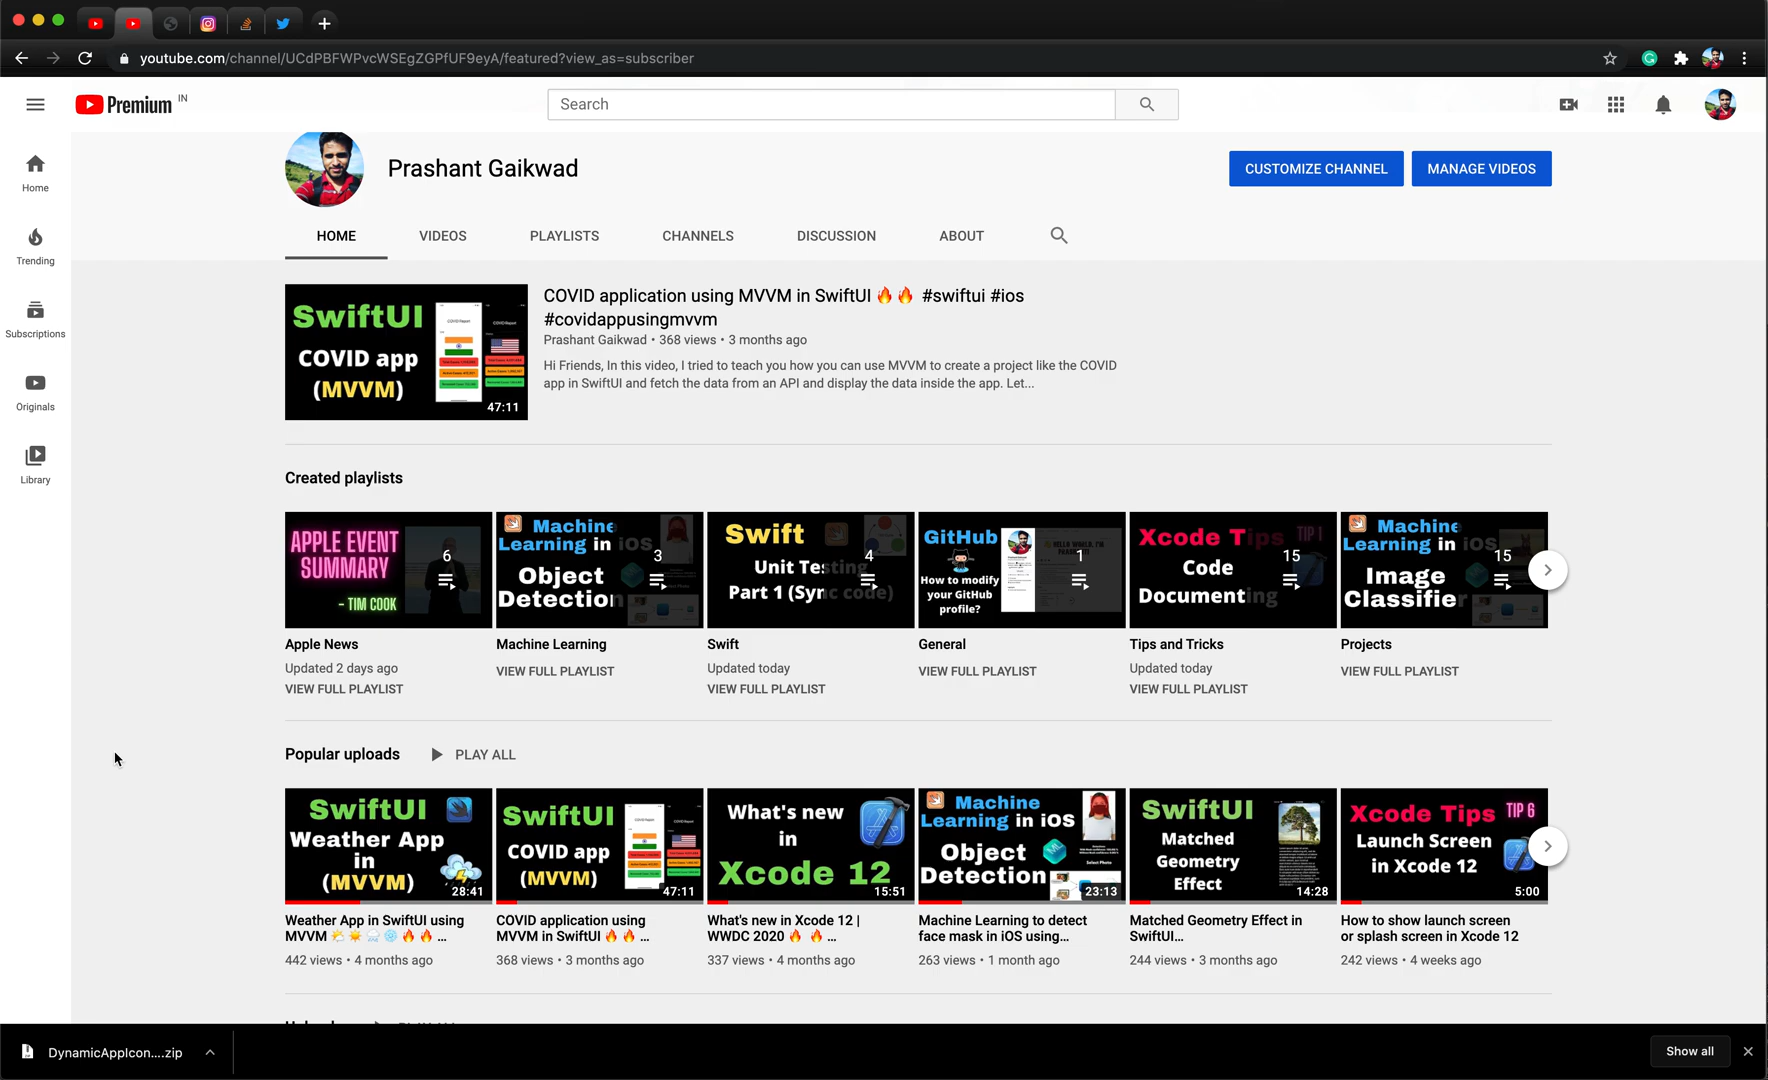 youtube.com/channel/UCdPBFWPvcWSEgZGPfUF9eyA/featured?view_as=subscriber
Premium IN
Search
Home
Trending
Subscriptions
Originals
Library
Prashant Gaikwad
CUSTOMIZE CHANNEL
MANAGE VIDEOS
HOME
VIDEOS
PLAYLISTS
CHANNELS
DISCUSSION
ABOUT
SwiftUI
COVID app
(MVVM)
47:11
COVID application using MVVM in SwiftUI 🔥🔥 #swiftui #ios
#covidappusingmvvm
Prashant Gaikwad • 368 views • 3 months ago
Hi Friends, In this video, I tried to teach you how you can use MVVM to create a project like the COVID
app in SwiftUI and fetch the data from an API and display the data inside the app. Let...
Created playlists
APPLE EVENT
SUMMARY
- TIM COOK
6
Apple News
Updated 2 days ago
VIEW FULL PLAYLIST
Machine
Learning in iOS
Object
Detection
3
Machine Learning
VIEW FULL PLAYLIST
Swift
Unit Testing
Part 1 (Sync code)
4
Swift
Updated today
VIEW FULL PLAYLIST
GitHub
How to modify
your GitHub
profile?
1
General
VIEW FULL PLAYLIST
Xcode Tips TIP 1
Code
Documenting
15
Tips and Tricks
Updated today
VIEW FULL PLAYLIST
Machine
Learning in iOS
Image
Classifier
15
Projects
VIEW FULL PLAYLIST
Popular uploads
PLAY ALL
SwiftUI
Weather App
in
(MVVM)
28:41
Weather App in SwiftUI using
MVVM 🌤☀️🌧❄️🔥🔥 ...
442 views • 4 months ago
SwiftUI
COVID app
(MVVM)
47:11
COVID application using
MVVM in SwiftUI 🔥🔥 ...
368 views • 3 months ago
What's new
in
Xcode 12
15:51
What's new in Xcode 12 |
WWDC 2020 🔥 🔥 ...
337 views • 4 months ago
Machine
Learning in iOS
Object
Detection
23:13
Machine Learning to detect
face mask in iOS using...
263 views • 1 month ago
SwiftUI
Matched
Geometry
Effect
14:28
Matched Geometry Effect in
SwiftUI...
244 views • 3 months ago
Xcode Tips TIP 6
Launch Screen
in Xcode 12
5:00
How to show launch screen
or splash screen in Xcode 12
242 views • 4 weeks ago
DynamicAppIcon....zip
Show all